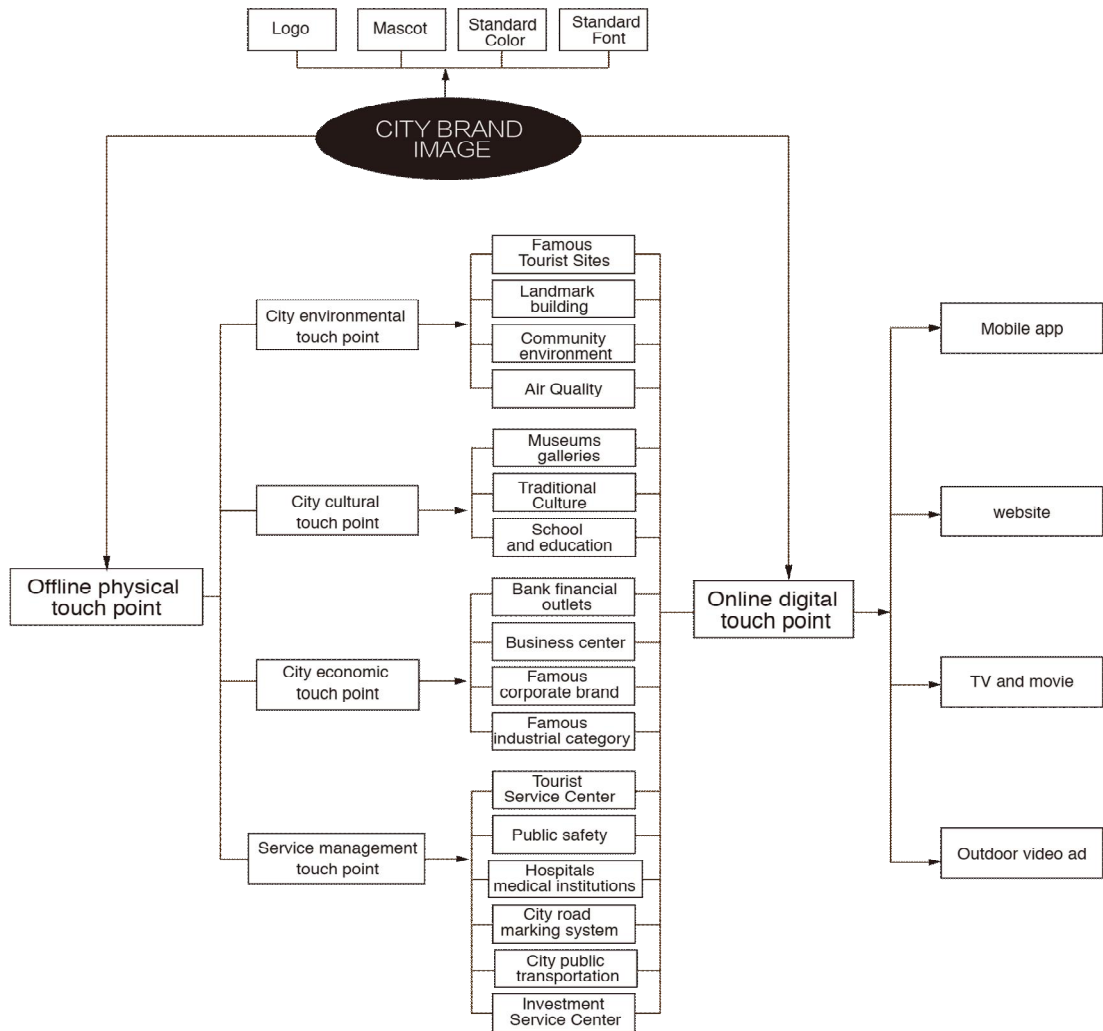 Logo
Mascot
Standard
Color
Standard
Font
CITY BRAND
IMAGE
Offline physical
touch point
City environmental
touch point
Famous
Tourist Sites
Landmark
building
Community
environment
Air Quality
City cultural
touch point
Museums
galleries
Traditional
Culture
School
and education
City economic
touch point
Bank financial
outlets
Business center
Famous
corporate brand
Famous
industrial category
Service management
touch point
Tourist
Service Center
Public safety
Hospitals
medical institutions
City road
marking system
City public
transportation
Investment
Service Center
Online digital
touch point
Mobile app
website
TV and movie
Outdoor video ad